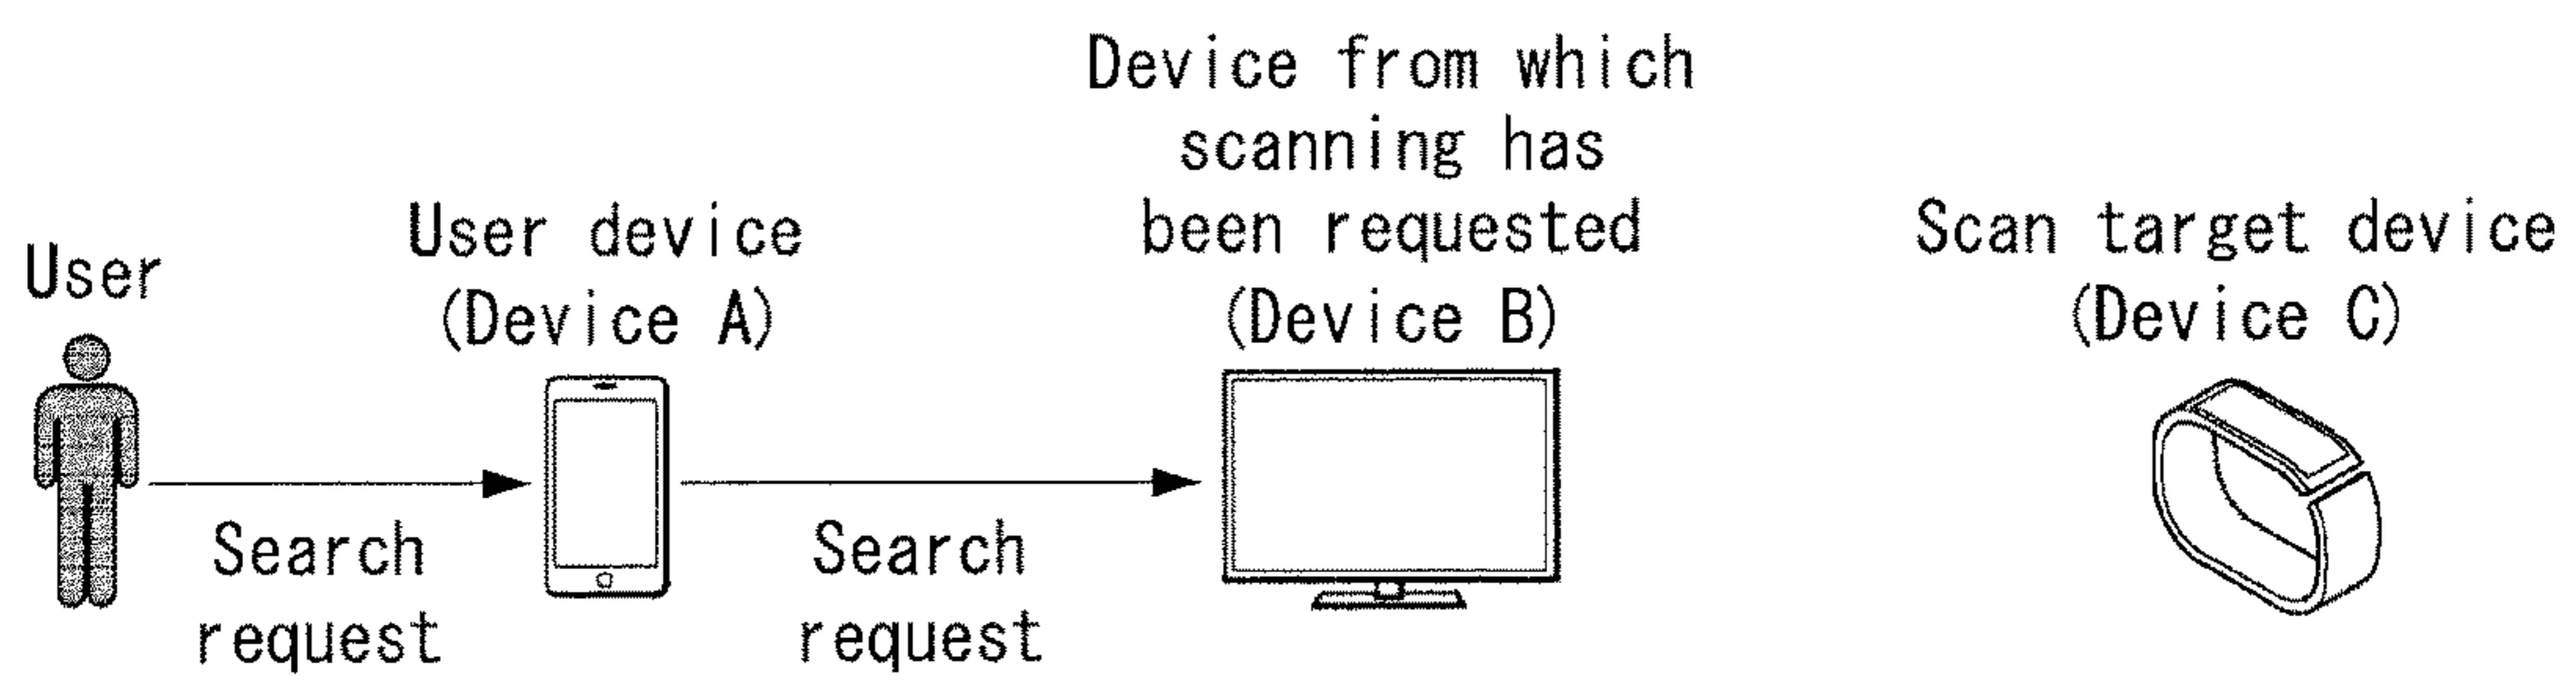 User
User device
(Device A)
Device from which
scanning has
been requested
(Device B)
Scan target device
(Device C)
Search
request
Search
request